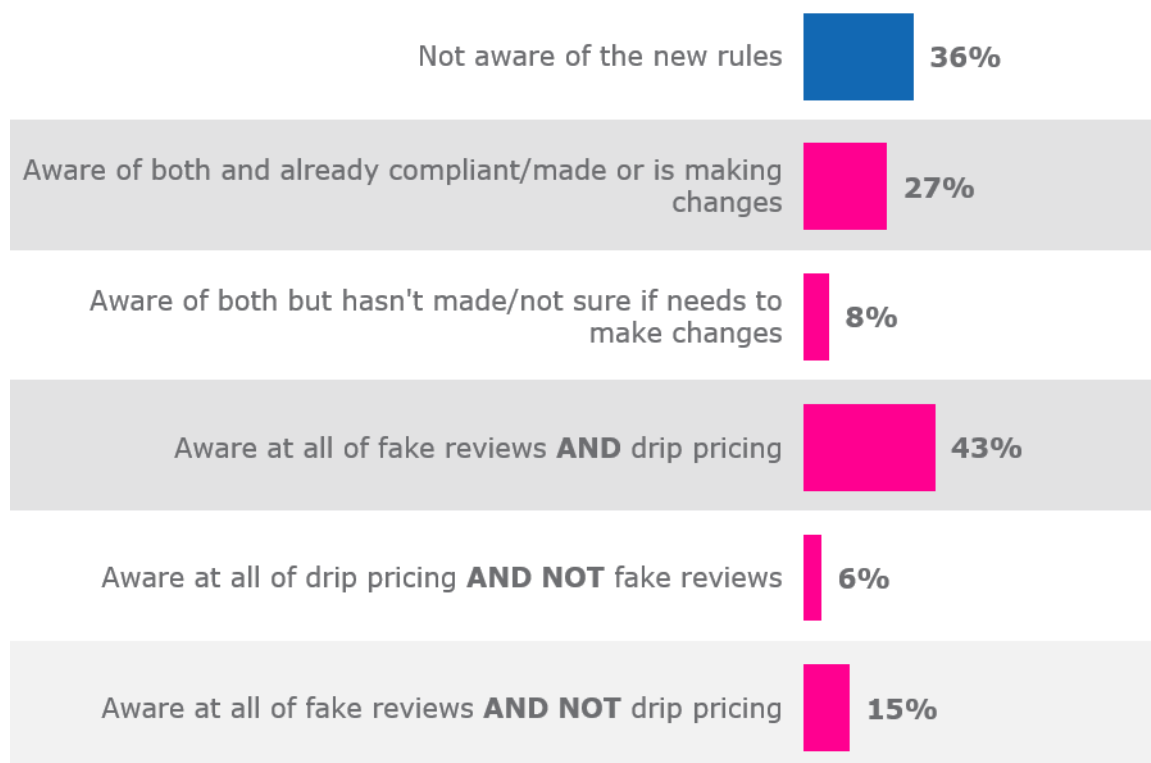 Not aware of the new rules 36%
Aware of both and already compliant/made or is making
changes 27%
Aware of both but hasn't made/not sure if needs to
make changes 8%
Aware at all of fake reviews AND drip pricing 43%
Aware at all of drip pricing AND NOT fake reviews 6%
Aware at all of fake reviews AND NOT drip pricing 15%